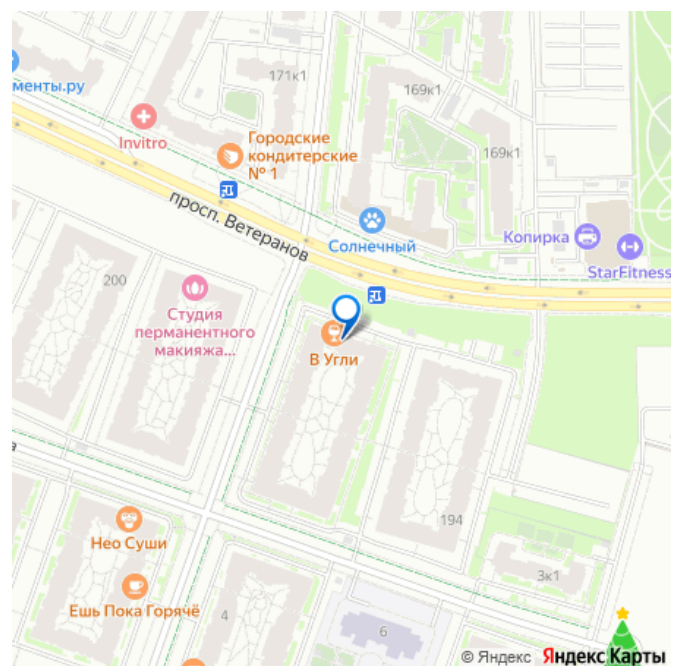 171к1
169к1
менты.ру
Invitro
Городские
кондитерские
№ 1
169к1
просп. Ветеранов
Солнечный
Копирка
StarFitness
200
Студия
перманентного
макияжа...
В Угли
а
194
Нео Суши
3к1
Ешь Пока Горячё
4
6
© Яндекс Яндекс Карты